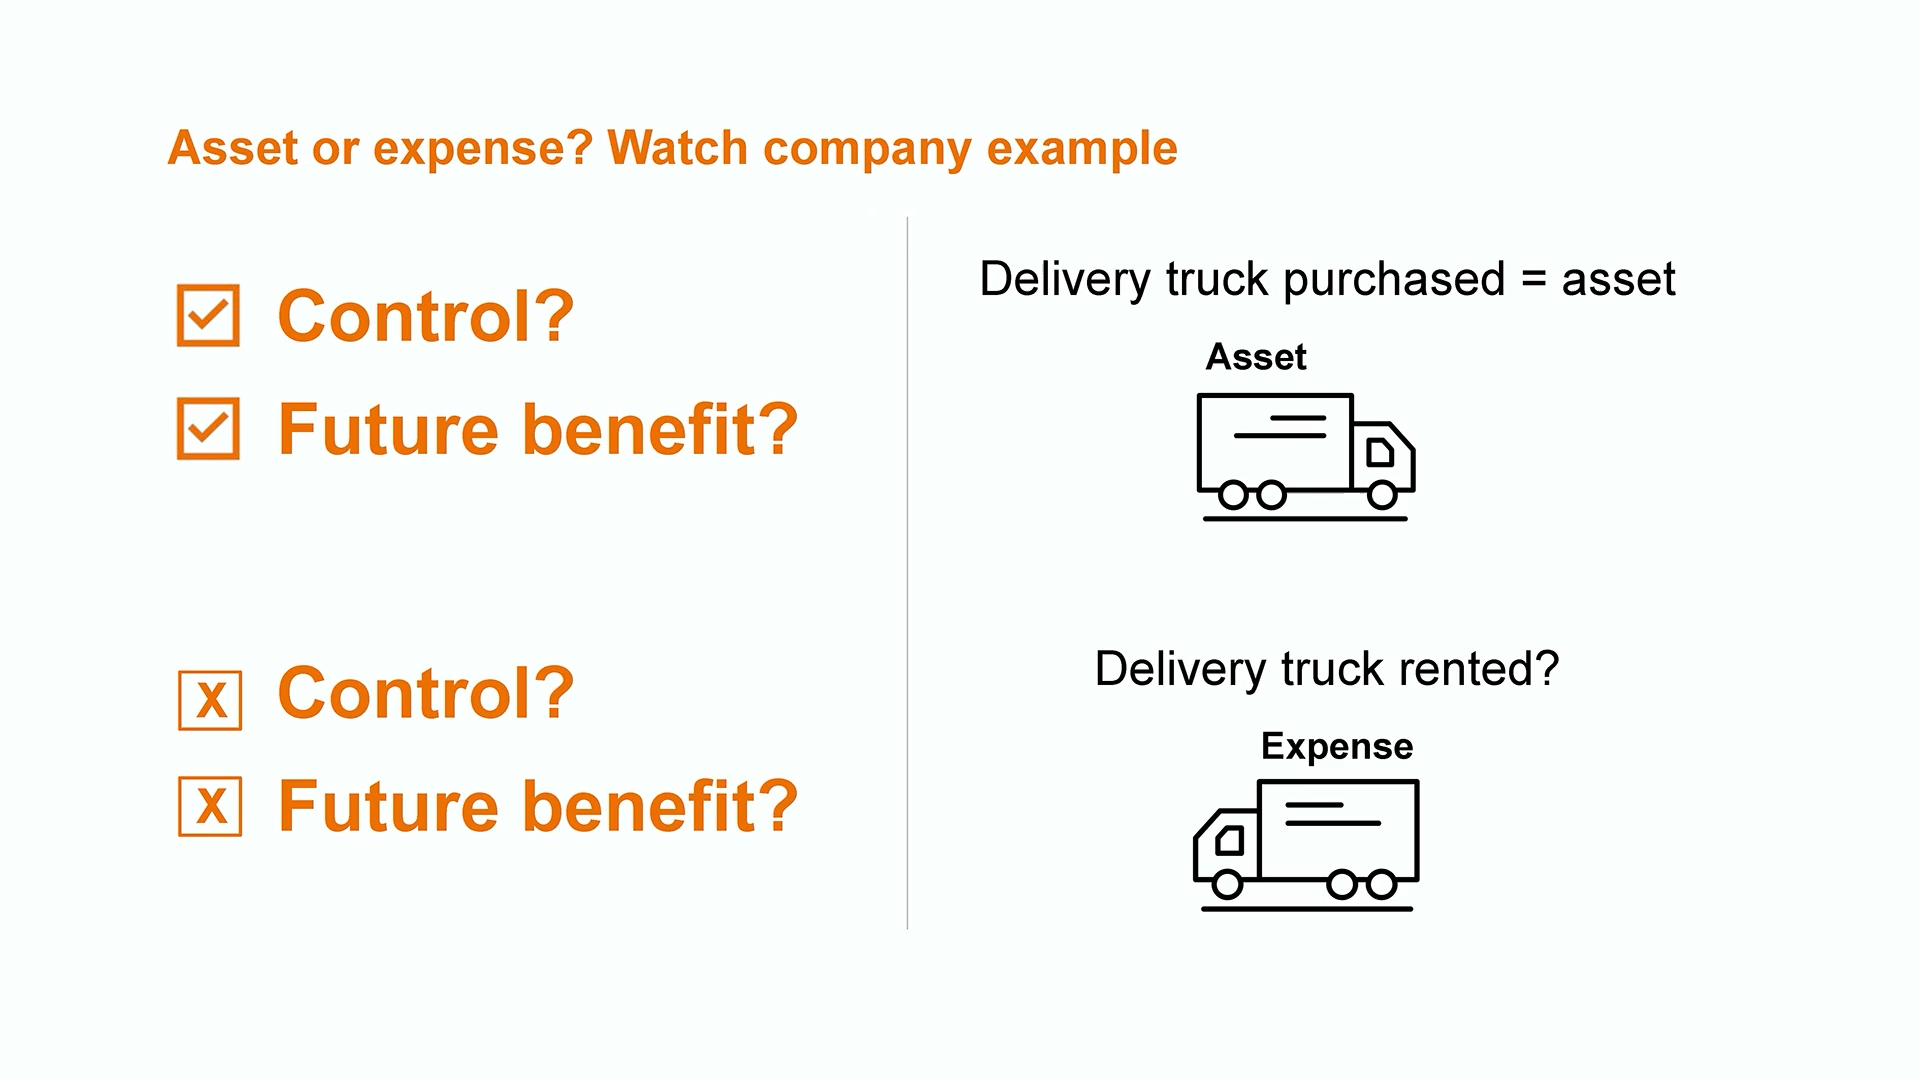 Asset or expense? Watch company example
Control?
Future benefit?
Delivery truck purchased = asset
Asset
X Control?
X Future benefit?
Delivery truck rented?
Expense